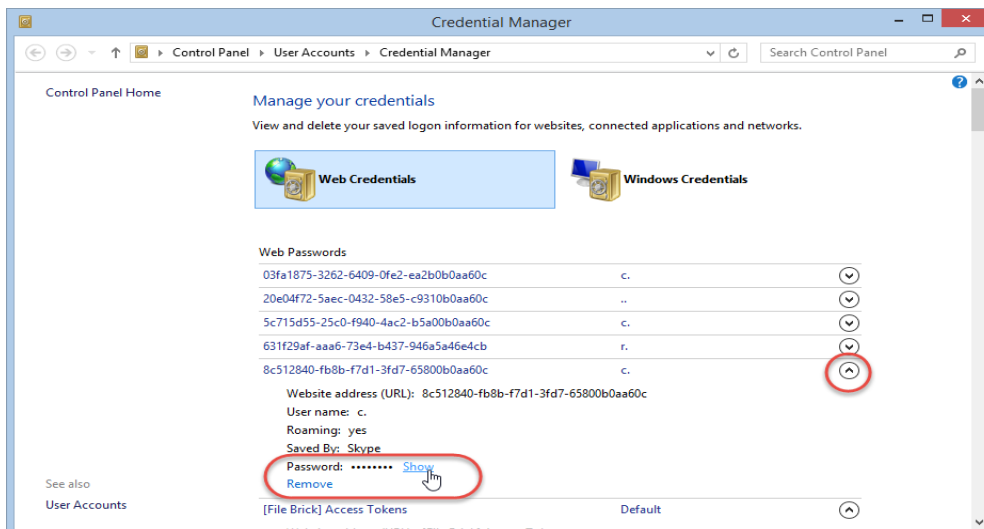 Credential Manager
Control Panel User Accounts Credential Manager Search Control Panel
Control Panel Home
Manage your credentials
View and delete your saved logon information for websites, connected applications and networks.
Web Credentials Windows Credentials
Web Passwords
03fa1875-3262-6409-0fe2-ea2b0b0aa60c c.
20e04f72-5aec-0432-58e5-c9310b0aa60c ..
5c715d55-25c0-f940-4ac2-b5a00b0aa60c c.
631f29af-aaa6-73e4-b437-946a5a46e4cb r.
8c512840-fb8b-f7d1-3fd7-65800b0aa60c c.
Website address (URL): 8c512840-fb8b-f7d1-3fd7-65800b0aa60c
User name: c.
Roaming: yes
Saved By: Skype
Password: •••••••• Show
Remove
See also
User Accounts
[File Brick] Access Tokens Default